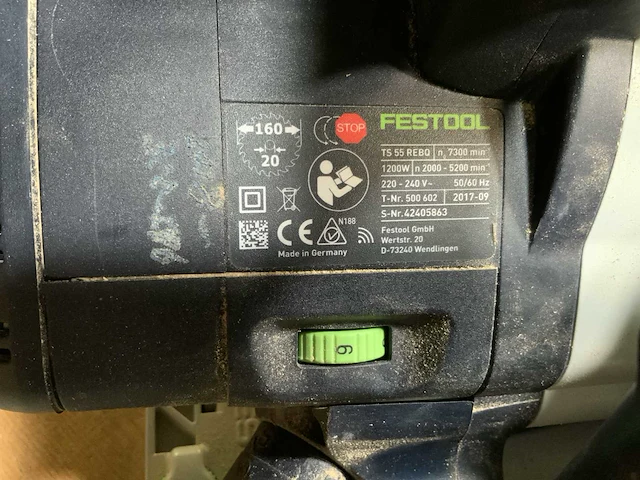 160
20
STOP
FESTOOL
TS 55 REBQ n₀ 7300 min⁻¹
1200W n 2000 - 5200 min⁻¹
220 - 240 V~ 50/60 Hz
T-Nr. 500 602 2017-09
S-Nr. 42405863
CE
N188
Made in Germany
Festool GmbH
Wertstr. 20
D-73240 Wendlingen
6